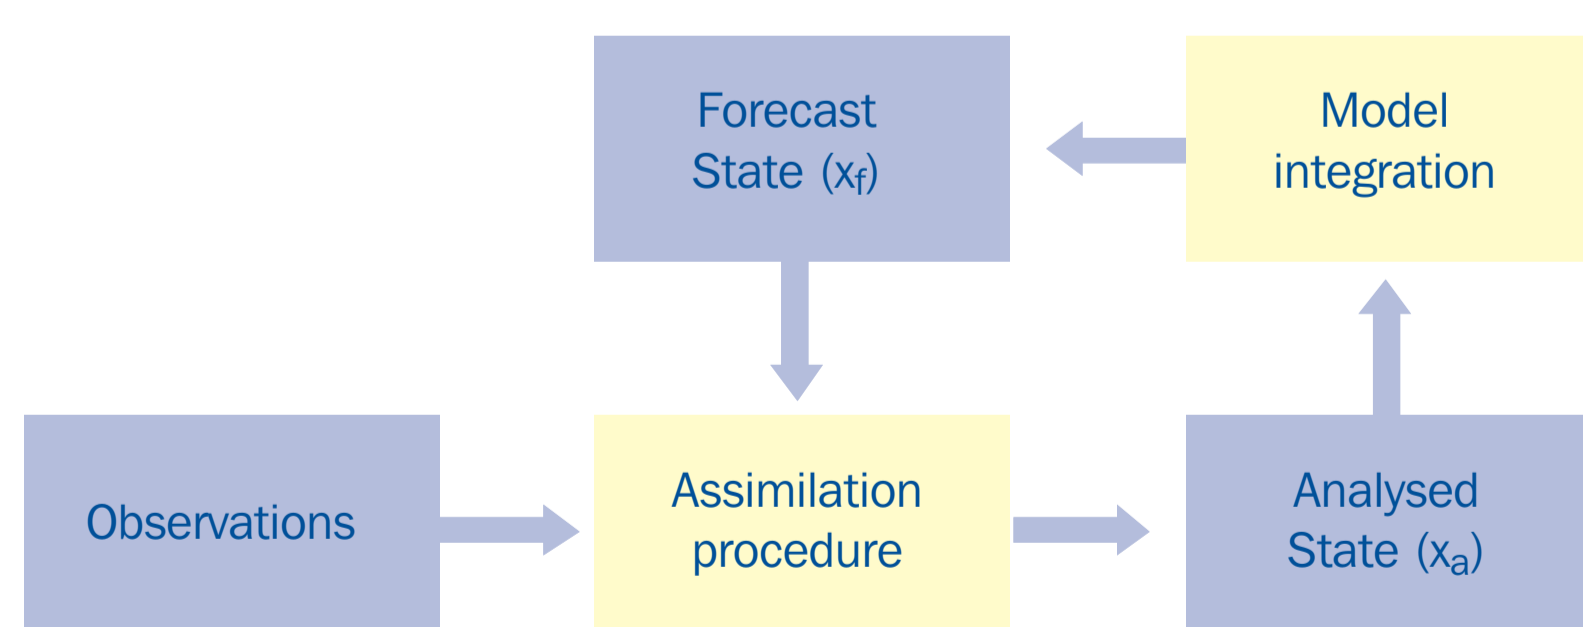 Forecast
State (xf)
Model
integration
Observations
Assimilation
procedure
Analysed
State (xa)